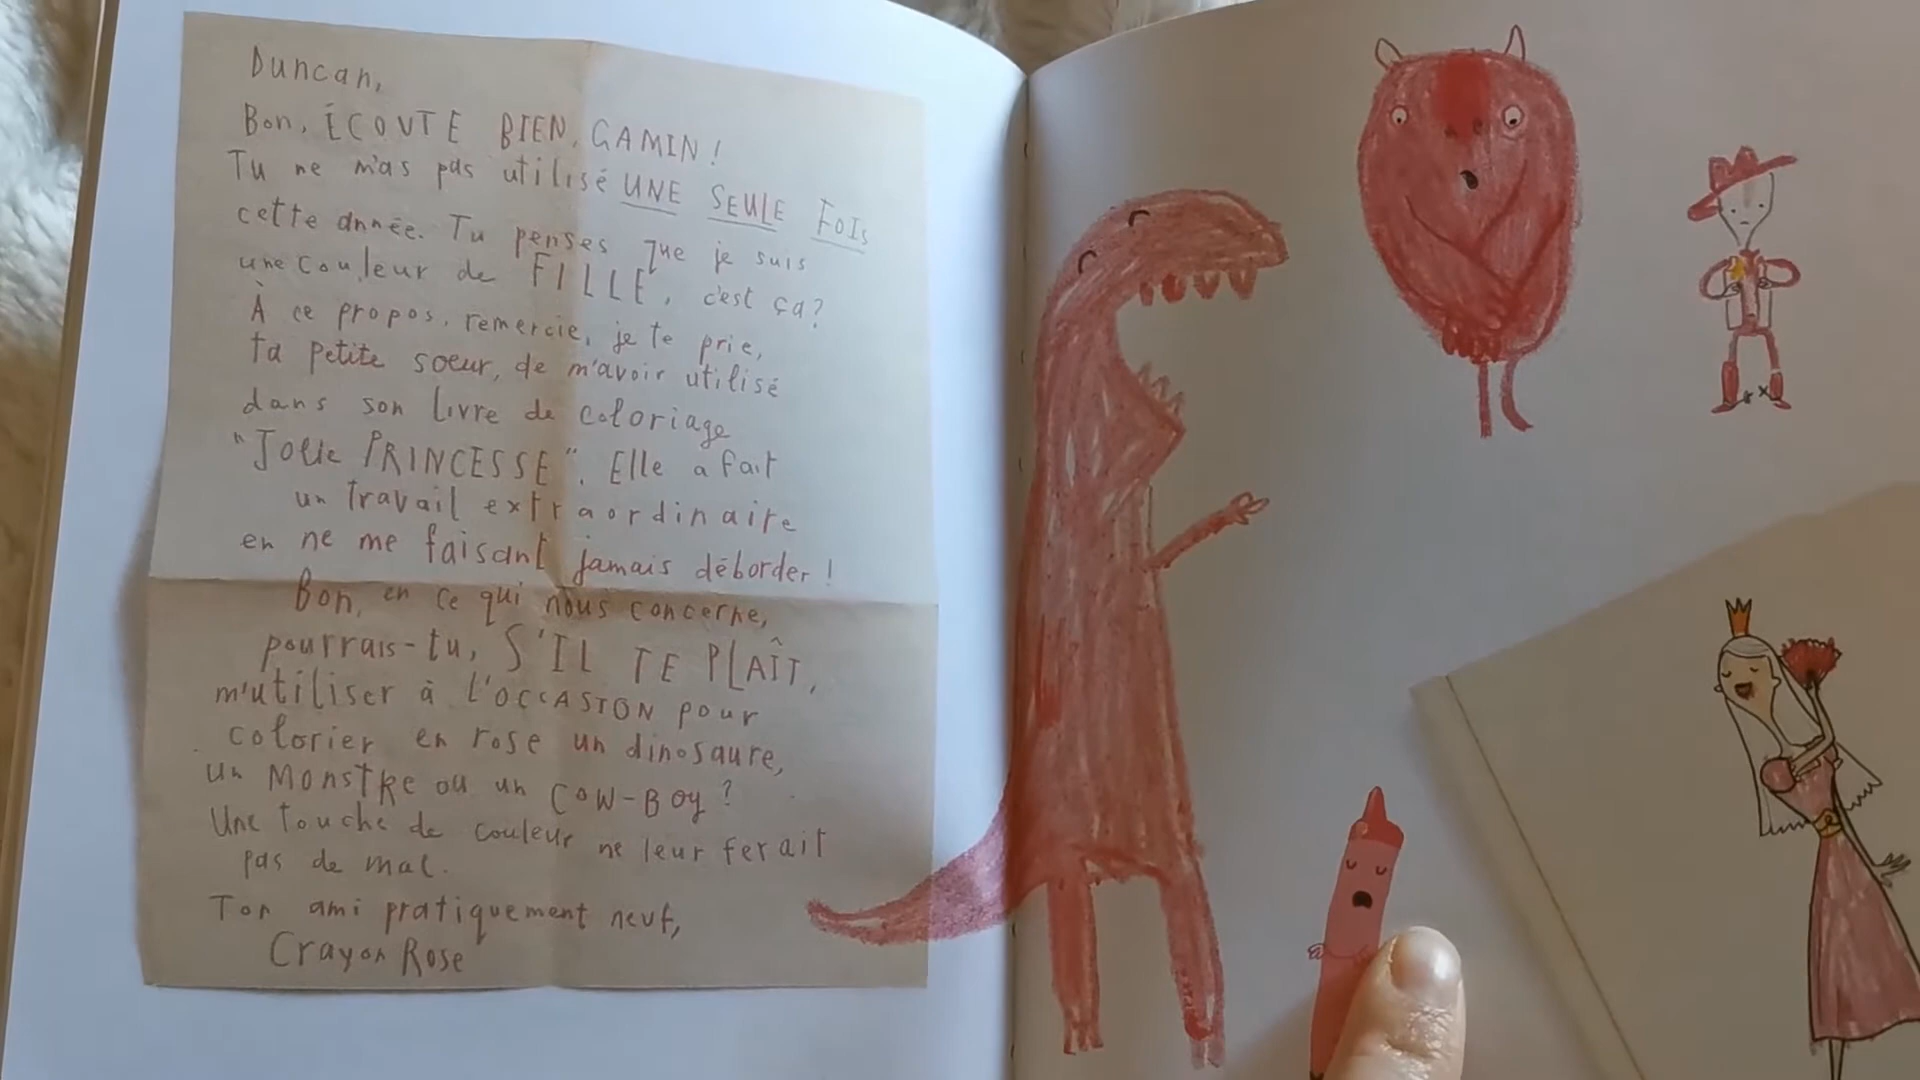 Duncan,
Bon, ÉCOUTE BIEN, GAMIN !
Tu ne m'as pas utilisé UNE SEULE FOIS
cette année. Tu penses que je suis
une couleur de FILLE, c'est ça ?
À ce propos, remercie, je te prie,
ta petite sœur, de m'avoir utilisé
dans son livre de coloriage
"JOLIE PRINCESSE". Elle a fait
un travail extraordinaire
en ne me faisant jamais déborder !
Bon, en ce qui nous concerne,
pourrais-tu, S'IL TE PLAÎT,
m'utiliser à l'OCCASION pour
colorier en rose un dinosaure,
un MONSTRE ou un COW-BOY ?
Une touche de couleur ne leur ferait
pas de mal.
Ton ami pratiquement neuf,
Crayon Rose